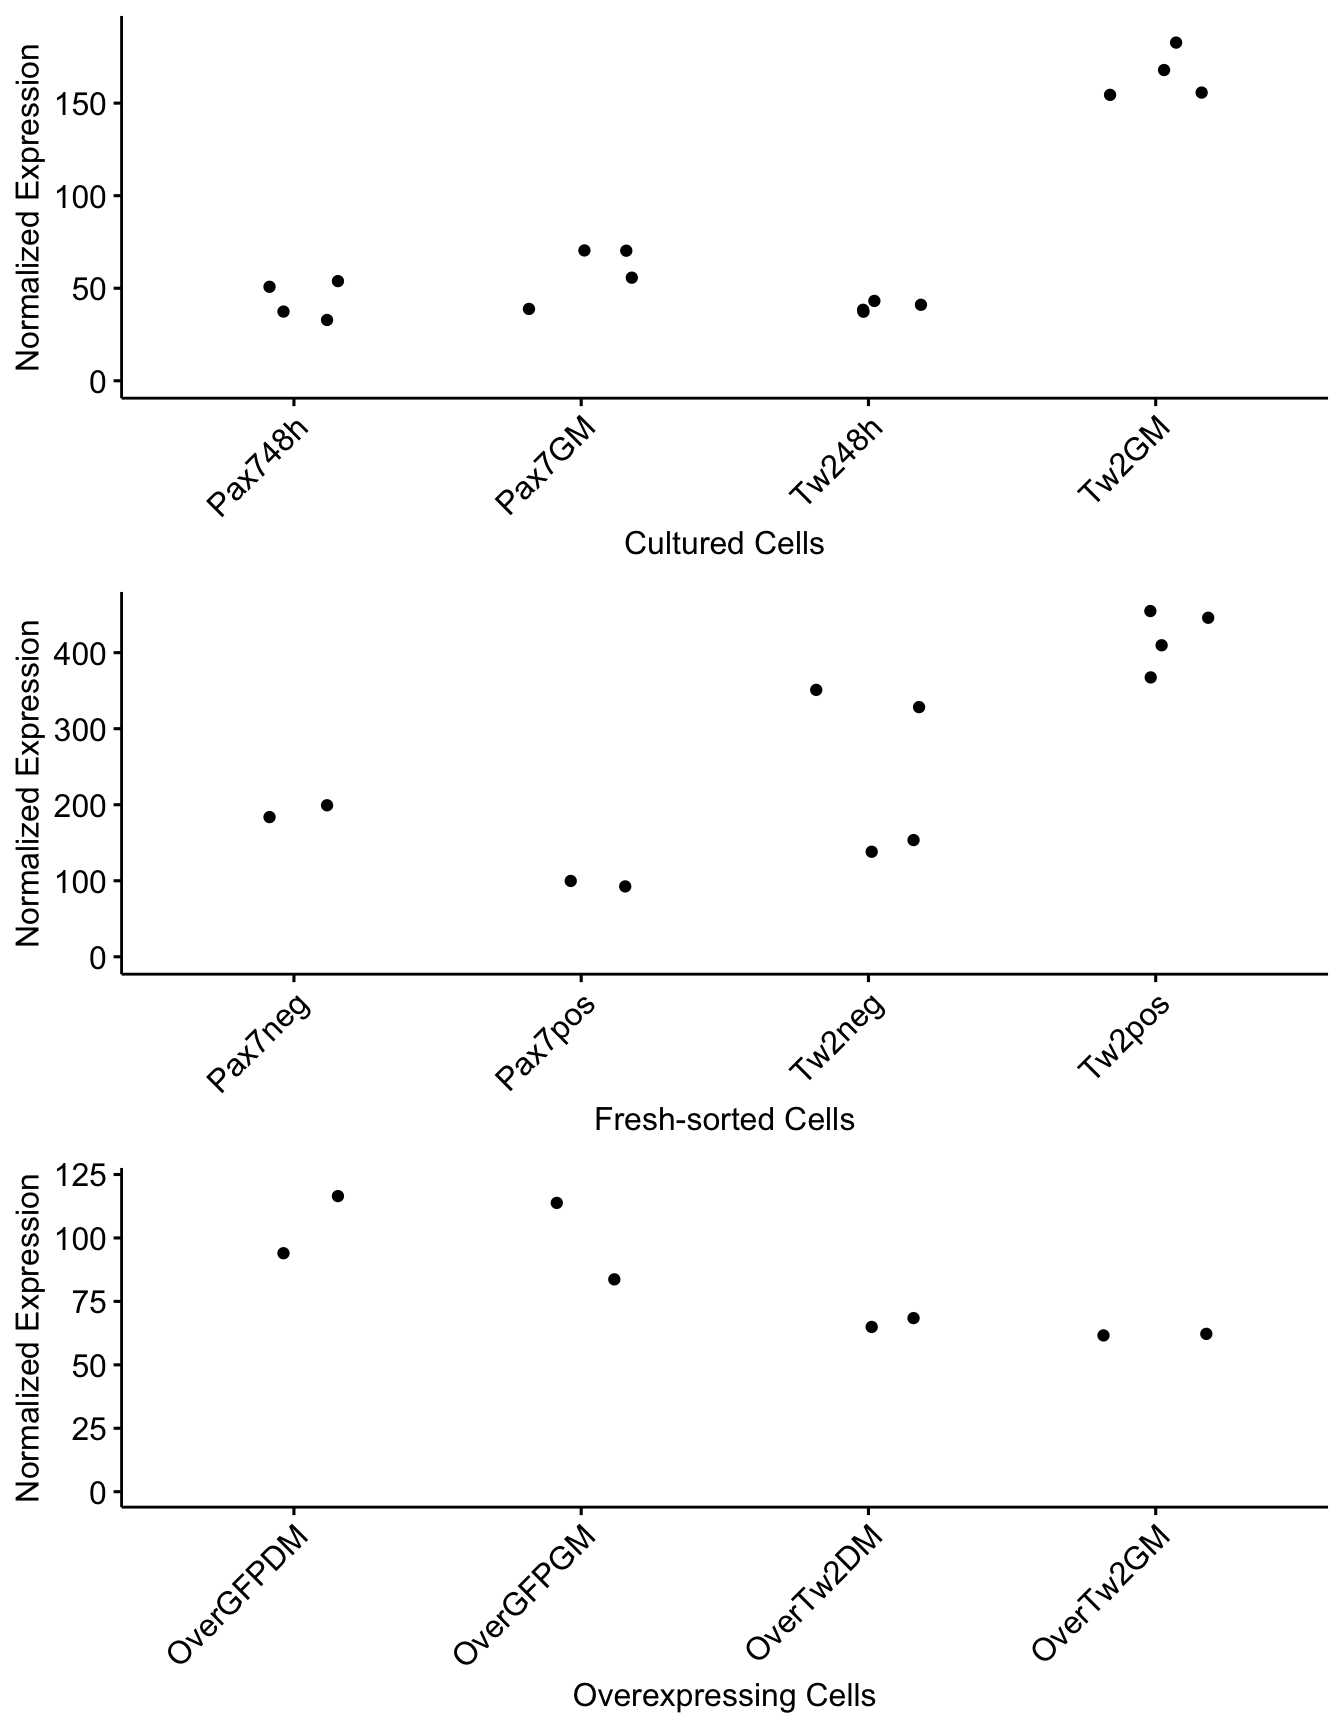 Normalized Expression
150
100
50
0
Pax748h
Pax7GM
Tw248h
Tw2GM
Cultured Cells
Normalized Expression
400
300
200
100
0
Pax7neg
Pax7pos
Tw2neg
Tw2pos
Fresh-sorted Cells
Normalized Expression
125
100
75
50
25
0
OverGFPDM
OverGFPGM
OverTw2DM
OverTw2GM
Overexpressing Cells